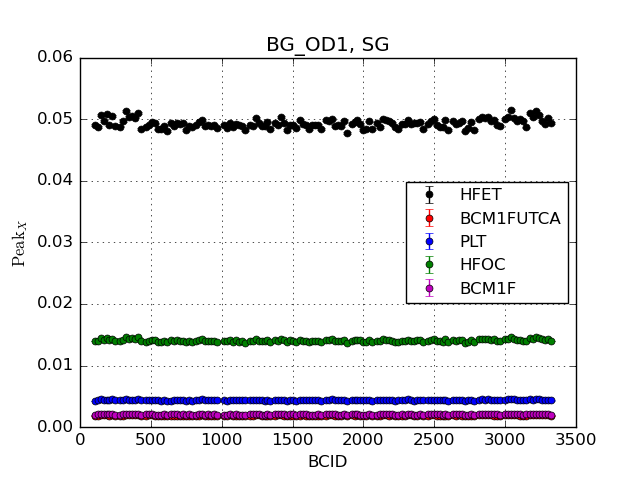 BG_OD1, SG
0.06
0.05
0.04
0.03
0.02
0.01
0.00
Peak_X
HFET
BCM1FUTCA
PLT
HFOC
BCM1F
0 500 1000 1500 2000 2500 3000 3500
BCID